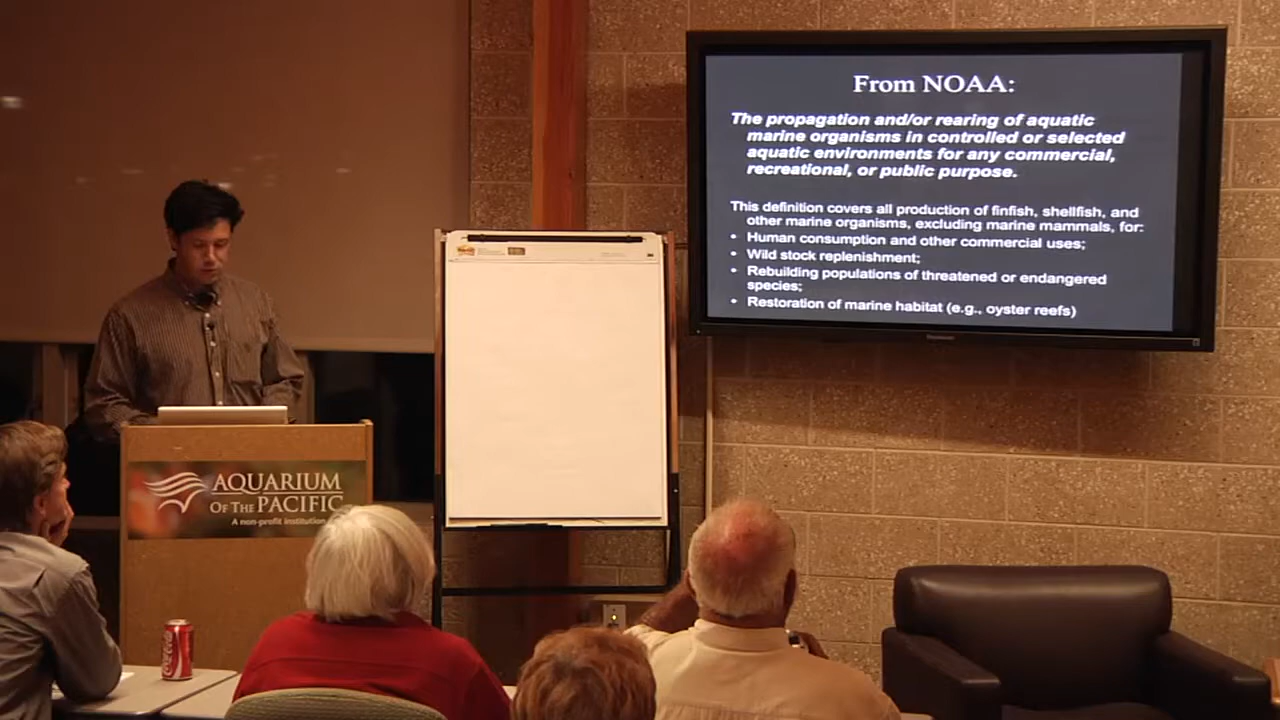 From NOAA:
The propagation and/or rearing of aquatic
marine organisms in controlled or selected
aquatic environments for any commercial,
recreational, or public purpose.
This definition covers all production of finfish, shellfish, and
other marine organisms, excluding marine mammals, for:
• Human consumption and other commercial uses;
• Wild stock replenishment;
• Rebuilding populations of threatened or endangered
species;
• Restoration of marine habitat (e.g., oyster reefs)
AQUARIUM
OF THE PACIFIC
A non-profit institution
Coca-Cola